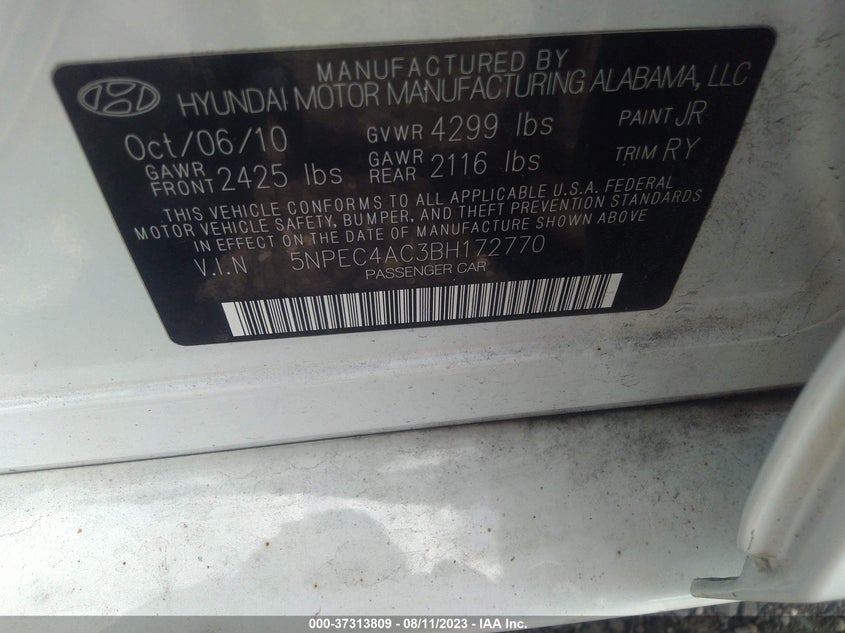 MANUFACTURED BY
HYUNDAI MOTOR MANUFACTURING ALABAMA, LLC
Oct/06/10 GVWR 4299 lbs PAINT JR
GAWR FRONT 2425 lbs GAWR REAR 2116 lbs TRIM RY
THIS VEHICLE CONFORMS TO ALL APPLICABLE U.S.A. FEDERAL
MOTOR VEHICLE SAFETY, BUMPER, AND THEFT PREVENTION STANDARDS
IN EFFECT ON THE DATE OF MANUFACTURE SHOWN ABOVE
V.I.N 5NPEC4AC3BH172770
PASSENGER CAR
000-37313809 - 08/11/2023 - IAA Inc.